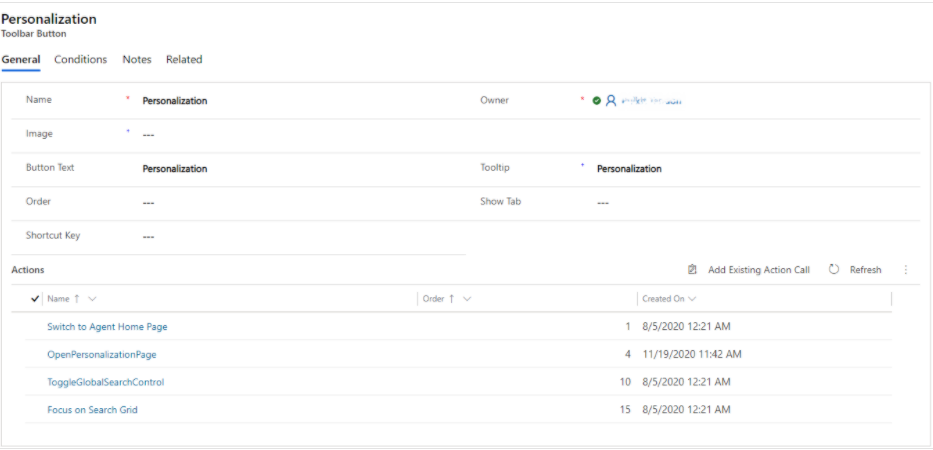 Personalization
Toolbar Button
General Conditions Notes Related
Name * Personalization Owner *
Image * ---
Button Text Personalization Tooltip * Personalization
Order --- Show Tab ---
Shortcut Key ---
Actions Add Existing Action Call Refresh
Name ↑ Order ↑ Created On
Switch to Agent Home Page 1 8/5/2020 12:21 AM
OpenPersonalizationPage 4 11/19/2020 11:42 AM
ToggleGlobalSearchControl 10 8/5/2020 12:21 AM
Focus on Search Grid 15 8/5/2020 12:21 AM